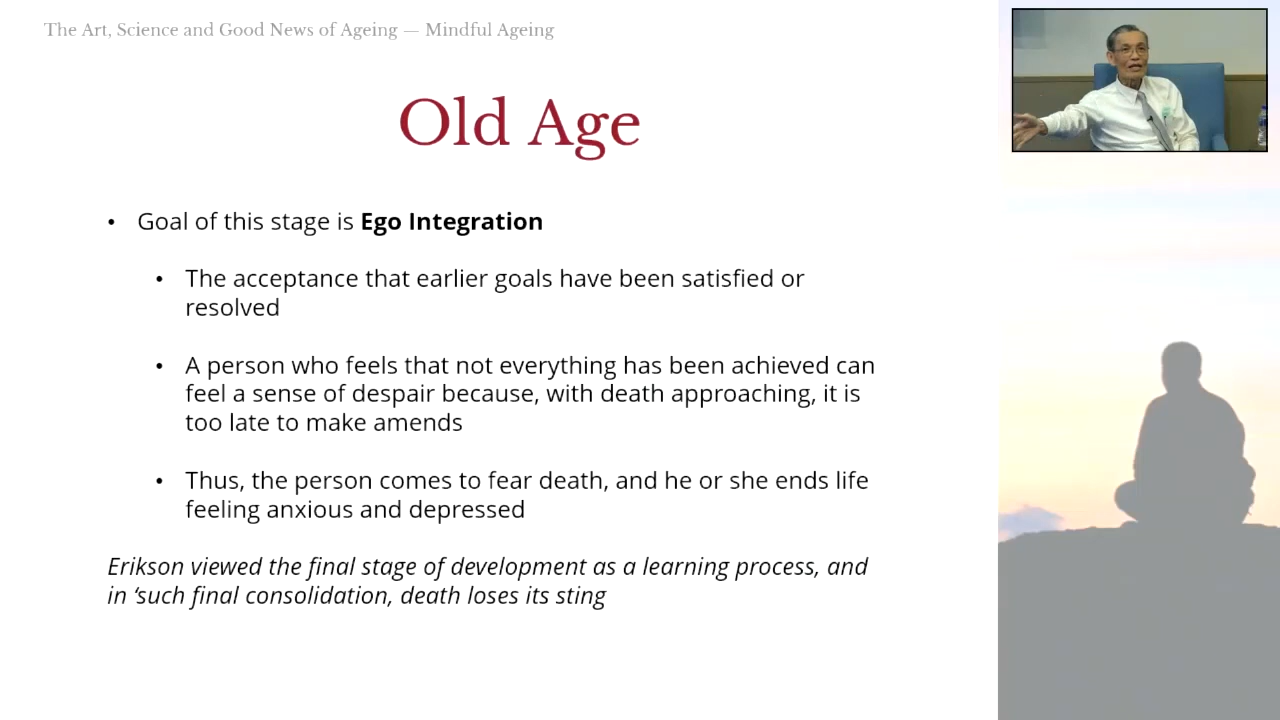 The Art, Science and Good News of Ageing — Mindful Ageing
Old Age
• Goal of this stage is Ego Integration
• The acceptance that earlier goals have been satisfied or
resolved
• A person who feels that not everything has been achieved can
feel a sense of despair because, with death approaching, it is
too late to make amends
• Thus, the person comes to fear death, and he or she ends life
feeling anxious and depressed
Erikson viewed the final stage of development as a learning process, and
in ‘such final consolidation, death loses its sting